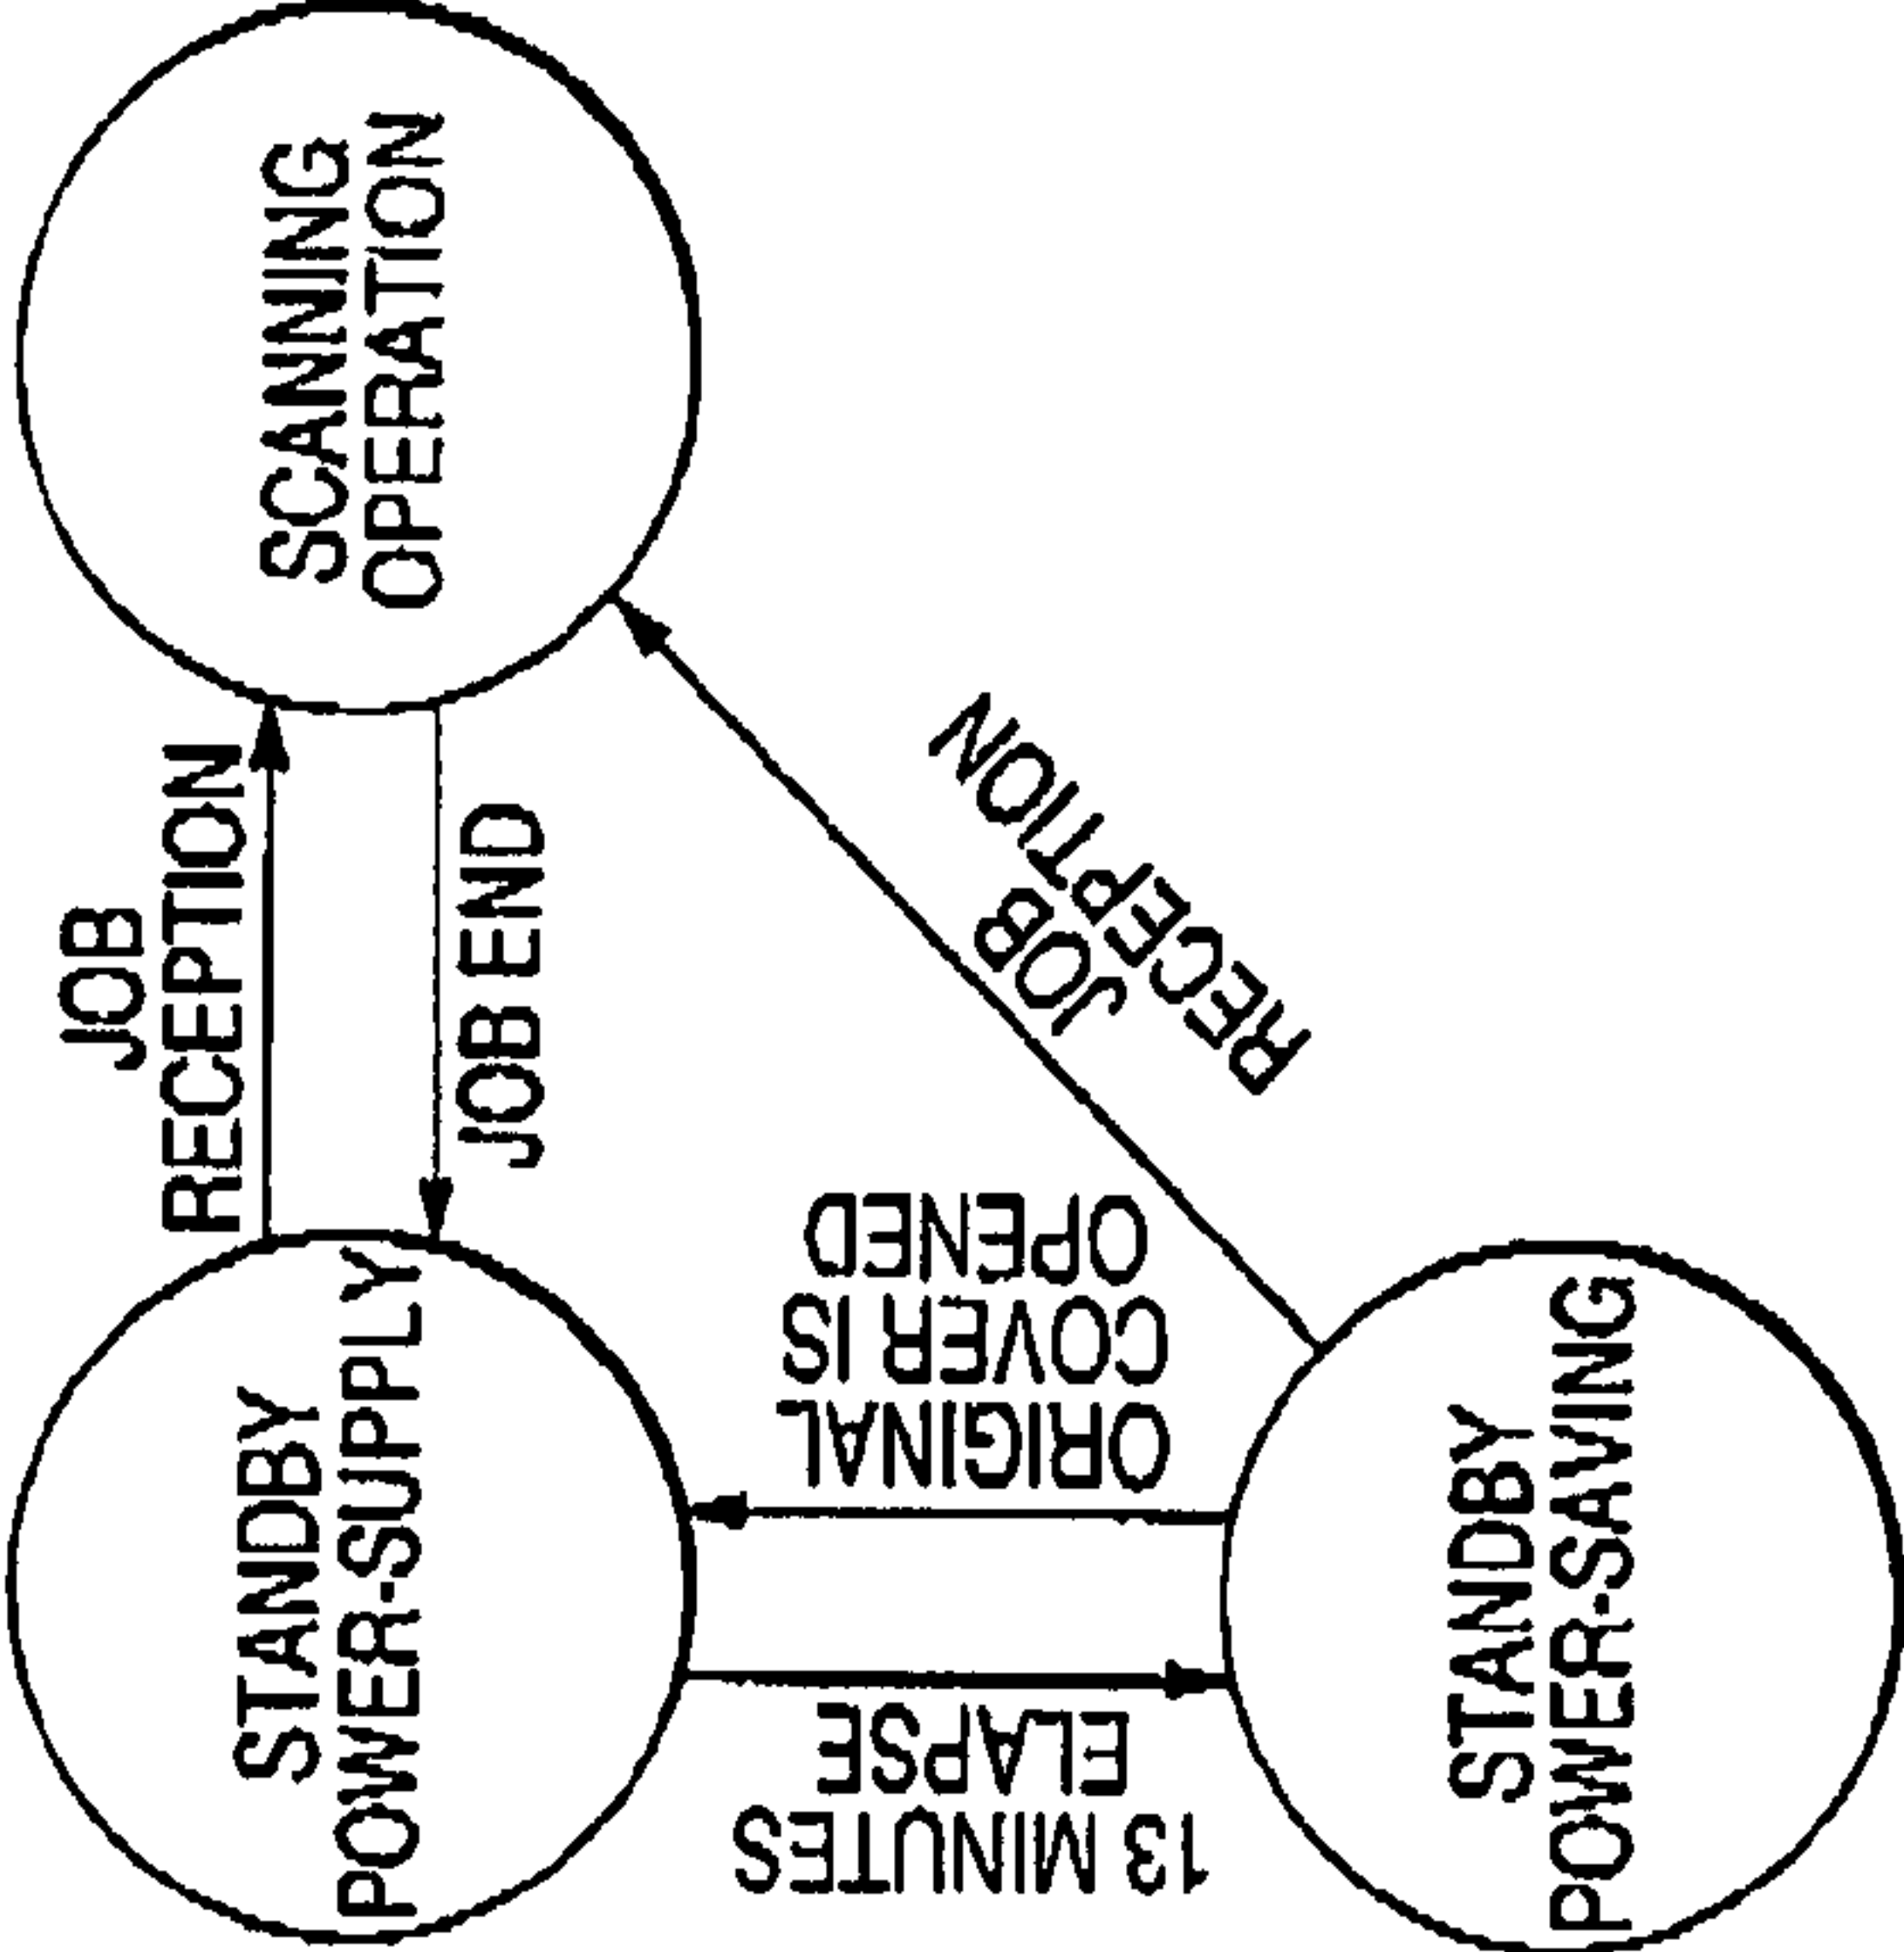 STANDBY
POWER-SUPPLY
JOB
RECEPTION
JOB END
SCANNING
OPERATION
13 MINUTES
ELAPSE
ORIGINAL
COVER IS
OPENED
JOB
RECEPTION
STANDBY
POWER-SAVING